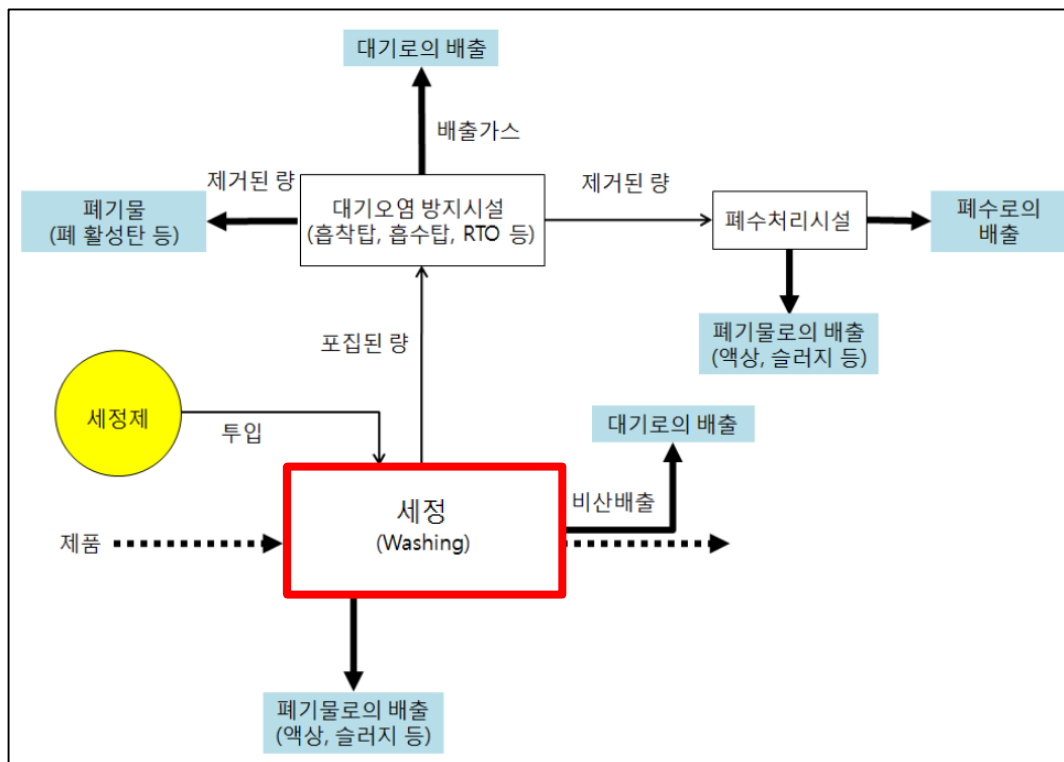 대기로의 배출
배출가스
제거된 량
제거된 량
폐기물
(폐 활성탄 등)
대기오염 방지시설
(흡착탑, 흡수탑, RTO 등)
폐수처리시설
폐수로의
배출
포집된 량
폐기물로의 배출
(액상, 슬러지 등)
세정제
투입
대기로의 배출
세정
(Washing)
비산배출
제품
폐기물로의 배출
(액상, 슬러지 등)